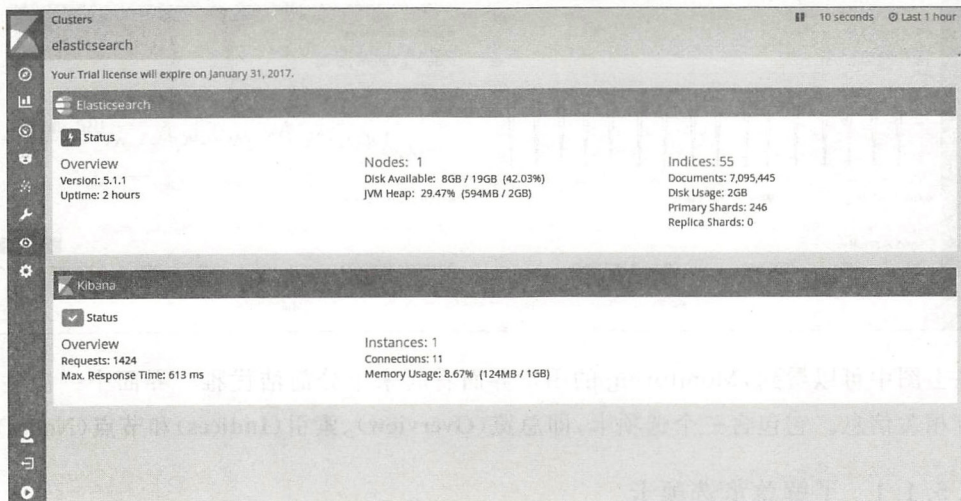 Clusters
10 seconds Last 1 hour
elasticsearch
Your Trial license will expire on January 31, 2017.
Elasticsearch
Status
Overview
Version: 5.1.1
Uptime: 2 hours
Nodes: 1
Disk Available: 8GB / 19GB (42.03%)
JVM Heap: 29.47% (594MB / 2GB)
Indices: 55
Documents: 7,095,445
Disk Usage: 2GB
Primary Shards: 246
Replica Shards: 0
Kibana
Status
Overview
Requests: 1424
Max. Response Time: 613 ms
Instances: 1
Connections: 11
Memory Usage: 8.67% (124MB / 1GB)